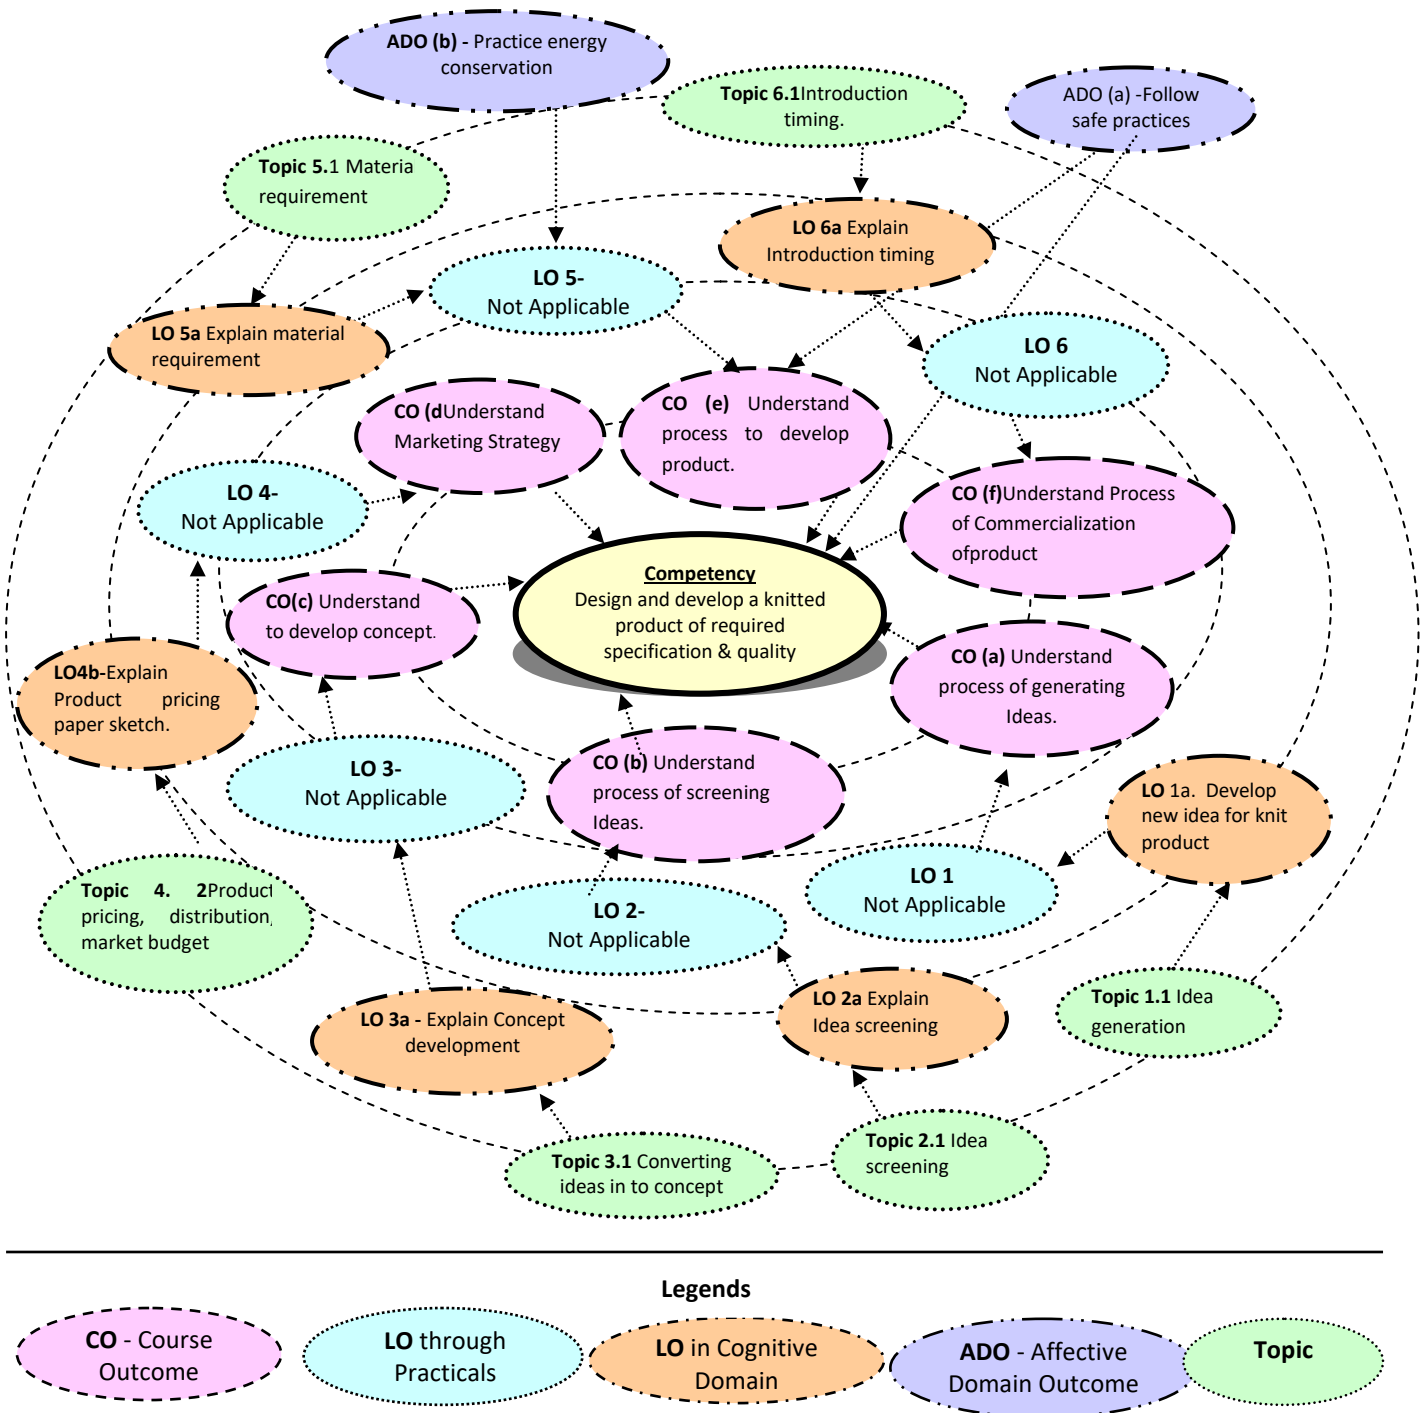 ADO (b) - Practice energy
conservation
Topic 6.1Introduction
timing.
ADO (a) -Follow
safe practices
Topic 5.1 Materia
requirement
LO 6a Explain
Introduction timing
LO 5-
Not Applicable
LO 5a Explain material
requirement
LO 6
Not Applicable
CO (dUnderstand
Marketing Strategy
CO (e) Understand
process to develop
product.
LO 4-
Not Applicable
CO (f)Understand Process
of Commercialization
ofproduct
Competency
Design and develop a knitted
product of required
specification & quality
CO(c) Understand
to develop concept.
CO (a) Understand
process of generating
Ideas.
LO4b-Explain
Product pricing
paper sketch.
LO 3-
Not Applicable
CO (b) Understand
process of screening
Ideas.
LO 1a. Develop
new idea for knit
product
Topic 4. 2Product
pricing, distribution,
market budget
LO 2-
Not Applicable
LO 1
Not Applicable
LO 3a - Explain Concept
development
LO 2a Explain
Idea screening
Topic 1.1 Idea
generation
Topic 3.1 Converting
ideas in to concept
Topic 2.1 Idea
screening
Legends
CO - Course
Outcome
LO through
Practicals
LO in Cognitive
Domain
ADO - Affective
Domain Outcome
Topic